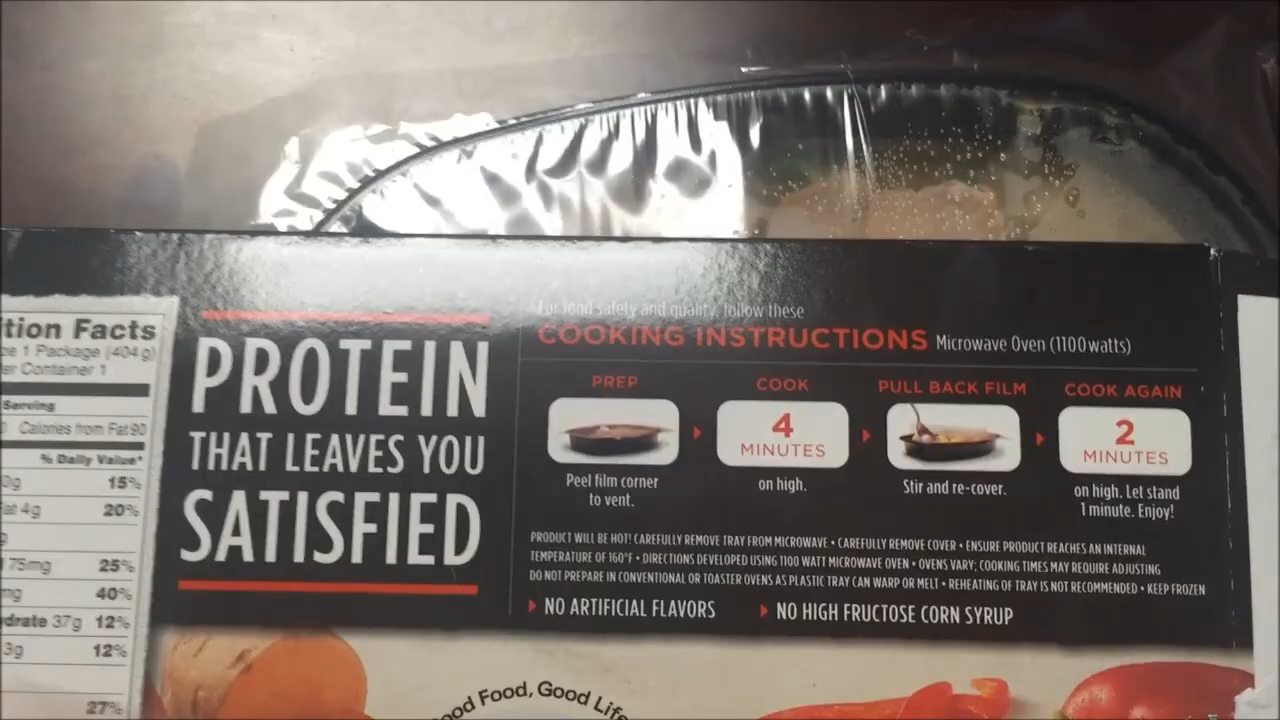 tion Facts
1 Package (404g)
er Container 1
Serving
Calories from Fat 90
% Daily Value*
0g 15%
at 4g 20%
75mg 25%
mg 40%
ydrate 37g 12%
3g 12%
27%
PROTEIN
THAT LEAVES YOU
SATISFIED
For food safety and quality, follow these
COOKING INSTRUCTIONS Microwave Oven (1100 watts)
PREP
Peel film corner
to vent.
COOK
4
MINUTES
on high.
PULL BACK FILM
Stir and re-cover.
COOK AGAIN
2
MINUTES
on high. Let stand
1 minute. Enjoy!
PRODUCT WILL BE HOT! CAREFULLY REMOVE TRAY FROM MICROWAVE • CAREFULLY REMOVE COVER • ENSURE PRODUCT REACHES AN INTERNAL
TEMPERATURE OF 160°F • DIRECTIONS DEVELOPED USING 1100 WATT MICROWAVE OVEN • OVENS VARY; COOKING TIMES MAY REQUIRE ADJUSTING
DO NOT PREPARE IN CONVENTIONAL OR TOASTER OVENS AS PLASTIC TRAY CAN WARP OR MELT • REHEATING OF TRAY IS NOT RECOMMENDED • KEEP FROZEN
NO ARTIFICIAL FLAVORS
NO HIGH FRUCTOSE CORN SYRUP
ood Food, Good Life